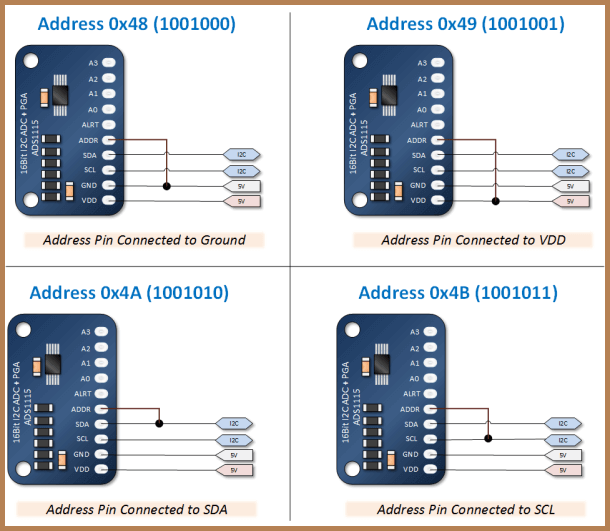 Address 0x48 (1001000)
16Bit I2C ADC + PGA
ADS1115
A3
A2
A1
A0
ALRT
ADDR
SDA
I2C
SCL
I2C
GND
5V
VDD
5V
Address Pin Connected to Ground
Address 0x49 (1001001)
16Bit I2C ADC + PGA
ADS1115
A3
A2
A1
A0
ALRT
ADDR
SDA
I2C
SCL
I2C
GND
5V
VDD
5V
Address Pin Connected to VDD
Address 0x4A (1001010)
16Bit I2C ADC + PGA
ADS1115
A3
A2
A1
A0
ALRT
ADDR
SDA
I2C
SCL
I2C
GND
5V
VDD
5V
Address Pin Connected to SDA
Address 0x4B (1001011)
16Bit I2C ADC + PGA
ADS1115
A3
A2
A1
A0
ALRT
ADDR
SDA
I2C
SCL
I2C
GND
5V
VDD
5V
Address Pin Connected to SCL